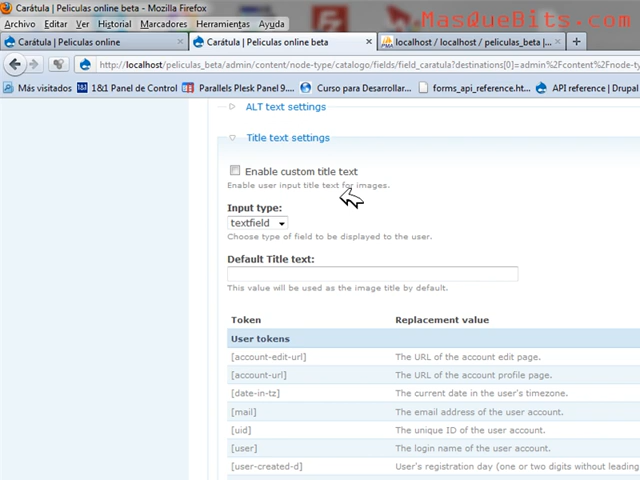 Carátula | Peliculas online beta - Mozilla Firefox
MasQueBits.com
Archivo Editar Ver Historial Marcadores Herramientas Ayuda
Carátula | Peliculas online
Carátula | Peliculas online beta
localhost / localhost / peliculas_beta |...
http://localhost/peliculas_beta/admin/content/node-type/catalogo/fields/field_caratula?destinations[0]=admin%2Fcontent%2Fnode-ty
Más visitados 1&1 Panel de Control Parallels Plesk Panel 9.... Curso para Desarrollar... forms_api_reference.ht... API reference | Drupal
ALT text settings
Title text settings
Enable custom title text
Enable user input title text for images.
Input type:
textfield
Choose type of field to be displayed to the user.
Default Title text:
This value will be used as the image title by default.
Token Replacement value
User tokens
[account-edit-url] The URL of the account edit page.
[account-url] The URL of the account profile page.
[date-in-tz] The current date in the user's timezone.
[mail] The email address of the user account.
[uid] The unique ID of the user account.
[user] The login name of the user account.
[user-created-d] User's registration day (one or two digits without leading